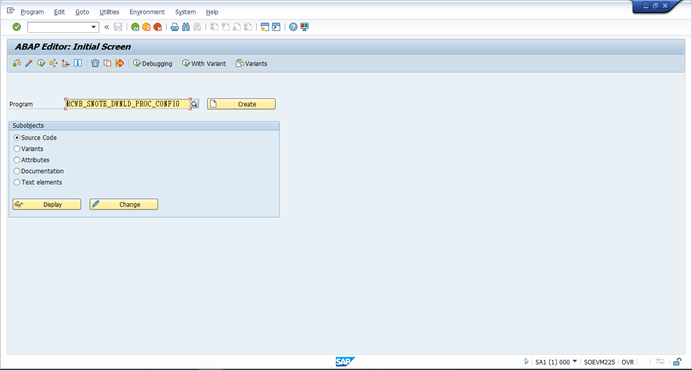 Program Edit Goto Utilities Environment System Help
ABAP Editor: Initial Screen
Debugging With Variant Variants
Program RCWB_SNOTE_DWNLD_PROC_CONFIG Create
Subobjects
Source Code
Variants
Attributes
Documentation
Text elements
Display Change
SAP SA1 (1) 000 SOEVM225 OVR